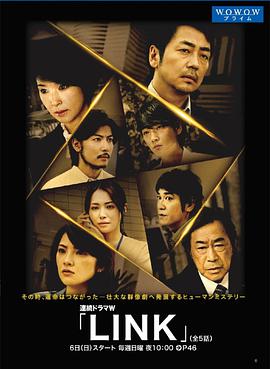 WOWOW
プライム
その時、運命はつながった―壮大な群像劇へ発展するヒューマンミステリー
連続ドラマW
「LINK」(全5話)
6日(日)スタート 毎週日曜 夜10:00 ➲P46